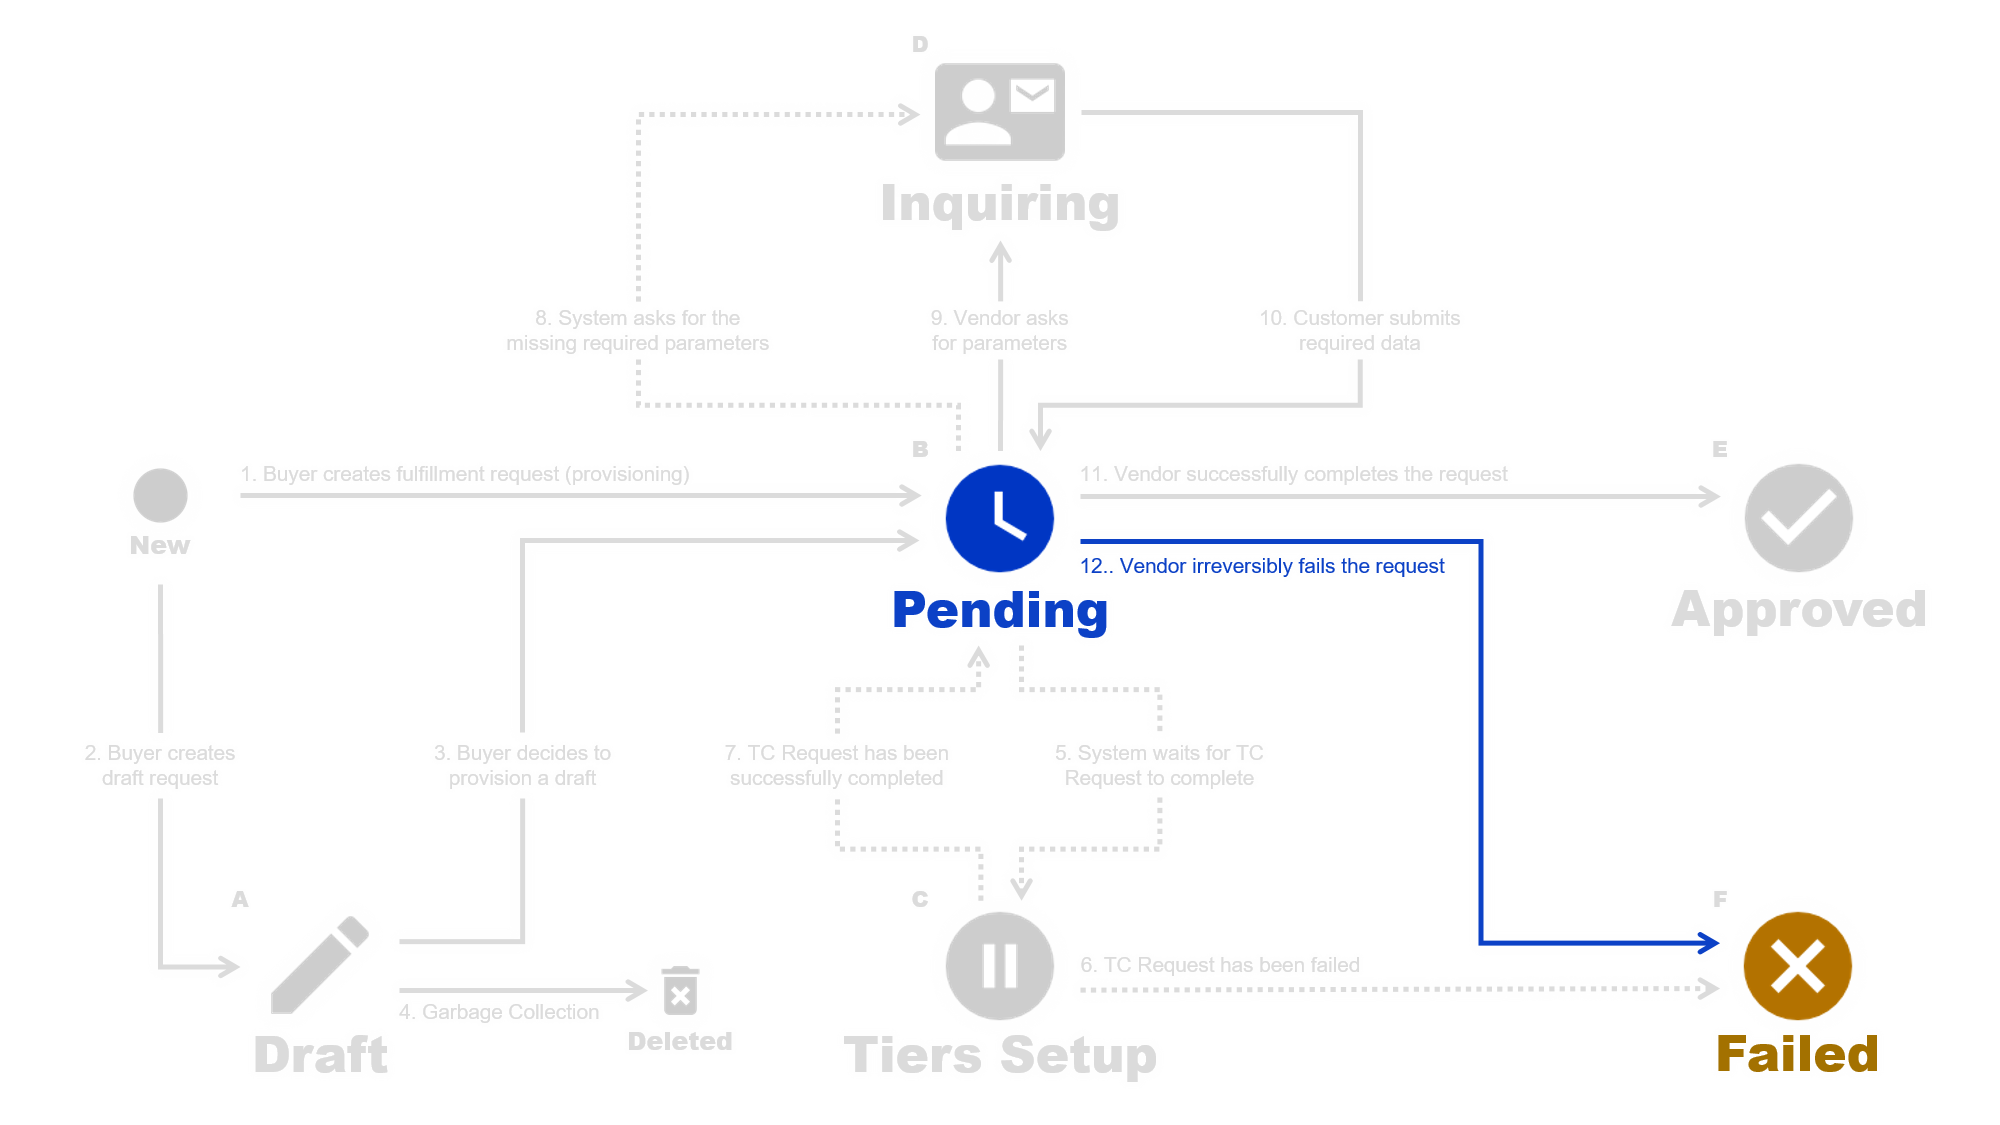 D
Inquiring
8. System asks for the
missing required parameters
9. Vendor asks
for parameters
10. Customer submits
required data
B
E
1. Buyer creates fulfillment request (provisioning)
11. Vendor successfully completes the request
New
12.. Vendor irreversibly fails the request
Pending
Approved
2. Buyer creates
draft request
3. Buyer decides to
provision a draft
7. TC Request has been
successfully completed
5. System waits for TC
Request to complete
A
C
F
6. TC Request has been failed
4. Garbage Collection
Deleted
Draft
Tiers Setup
Failed